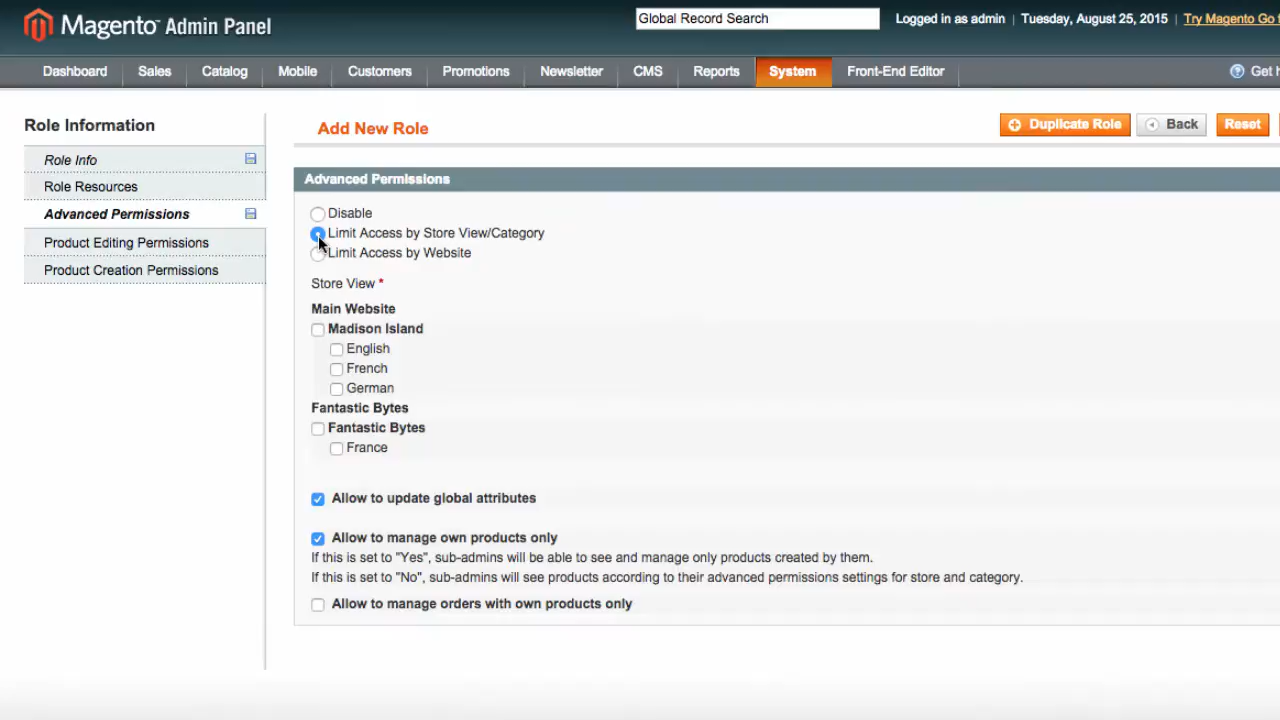 Magento Admin Panel
Global Record Search
Logged in as admin | Tuesday, August 25, 2015 | Try Magento Go
Dashboard Sales Catalog Mobile Customers Promotions Newsletter CMS Reports System Front-End Editor Get
Role Information
Role Info
Role Resources
Advanced Permissions
Product Editing Permissions
Product Creation Permissions
Add New Role
Duplicate Role Back Reset
Advanced Permissions
Disable
Limit Access by Store View/Category
Limit Access by Website
Store View *
Main Website
Madison Island
English
French
German
Fantastic Bytes
Fantastic Bytes
France
Allow to update global attributes
Allow to manage own products only
If this is set to "Yes", sub-admins will be able to see and manage only products created by them.
If this is set to "No", sub-admins will see products according to their advanced permissions settings for store and category.
Allow to manage orders with own products only